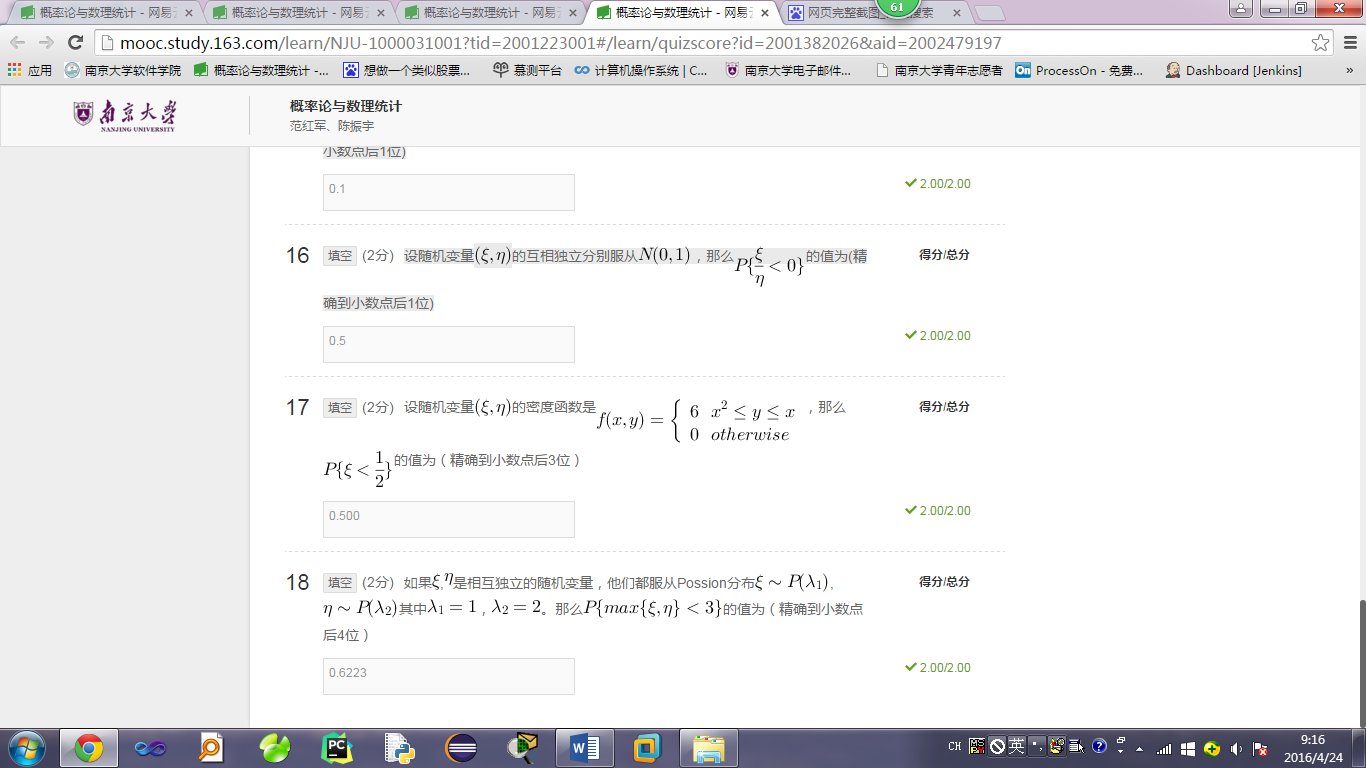 概率论与数理统计 - 网易云
概率论与数理统计 - 网易云
概率论与数理统计 - 网易
概率论与数理统计 - 网易云
网页完整截图
搜索
61
mooc.study.163.com/learn/NJU-1000031001?tid=2001223001#/learn/quizscore?id=2001382026&aid=2002479197
应用 南京大学软件学院 概率论与数理统计 -... 想做一个类似股票... 慕测平台 计算机操作系统 | C... 南京大学电子邮件... 南京大学青年志愿者 ProcessOn - 免费... Dashboard [Jenkins] »
南京大学
NANJING UNIVERSITY
概率论与数理统计
范红军、陈振宇
小数点后1位)
0.1
2.00/2.00
16 填空 (2分) 设随机变量(ξ, η)的互相独立分别服从N(0, 1)，那么P{ξ/η < 0}的值为(精
得分/总分
确到小数点后1位)
0.5
2.00/2.00
17 填空 (2分) 设随机变量(ξ, η)的密度函数是f(x, y) = { 6 x² ≤ y ≤ x ，那么
0 otherwise
得分/总分
P{ξ < 1/2}的值为（精确到小数点后3位）
0.500
2.00/2.00
18 填空 (2分) 如果ξ,η是相互独立的随机变量，他们都服从Possion分布ξ ∼ P(λ₁),
得分/总分
η ∼ P(λ₂)其中λ₁ = 1，λ₂ = 2。那么P{max{ξ, η} < 3}的值为（精确到小数点
后4位）
0.6223
2.00/2.00
CH 英
9:16
2016/4/24